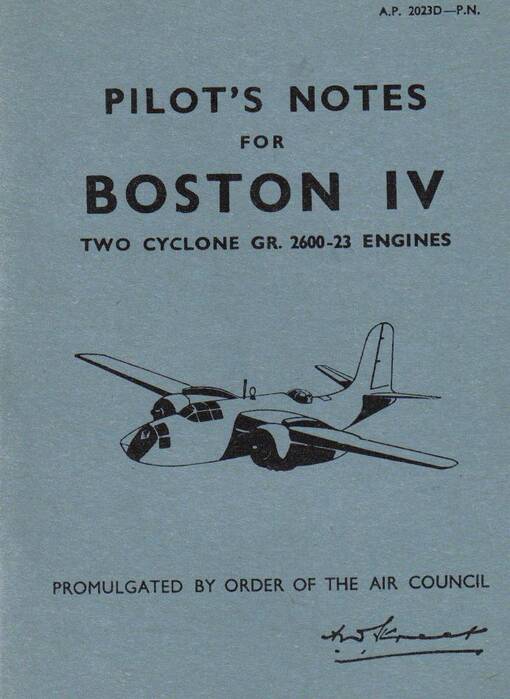 A.P. 2023D—P.N.
PILOT'S NOTES
FOR
BOSTON IV
TWO CYCLONE GR. 2600-23 ENGINES
PROMULGATED BY ORDER OF THE AIR COUNCIL